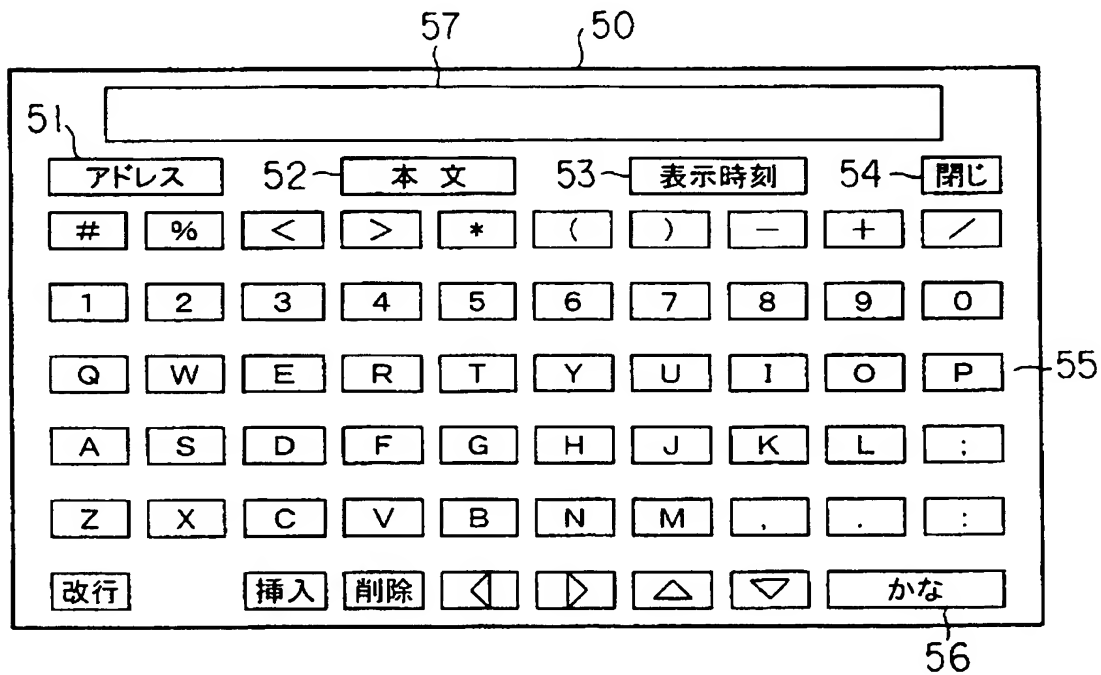 57 50
51 アドレス 52 本文 53 表示時刻 54 閉じ
# % < > * ( ) − + /
1 2 3 4 5 6 7 8 9 0
Q W E R T Y U I O P 55
A S D F G H J K L ;
Z X C V B N M , . :
改行 挿入 削除 ◁ ▷ △ ▽ かな
56